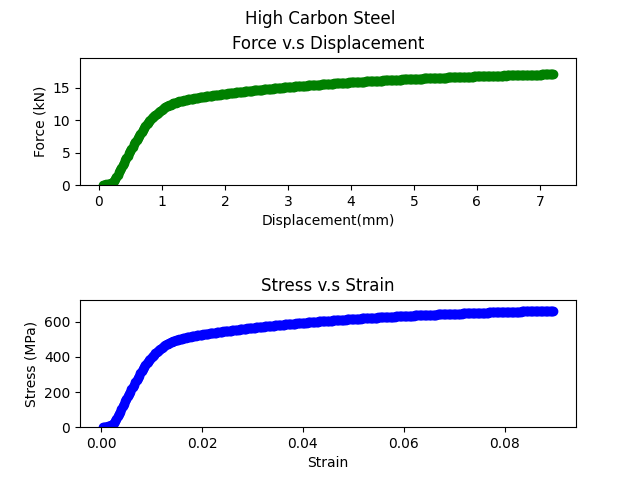 High Carbon Steel
Force v.s Displacement
Force (kN)
15
10
5
0
0 1 2 3 4 5 6 7
Displacement(mm)
Stress v.s Strain
Stress (MPa)
600
400
200
0
0.00 0.02 0.04 0.06 0.08
Strain